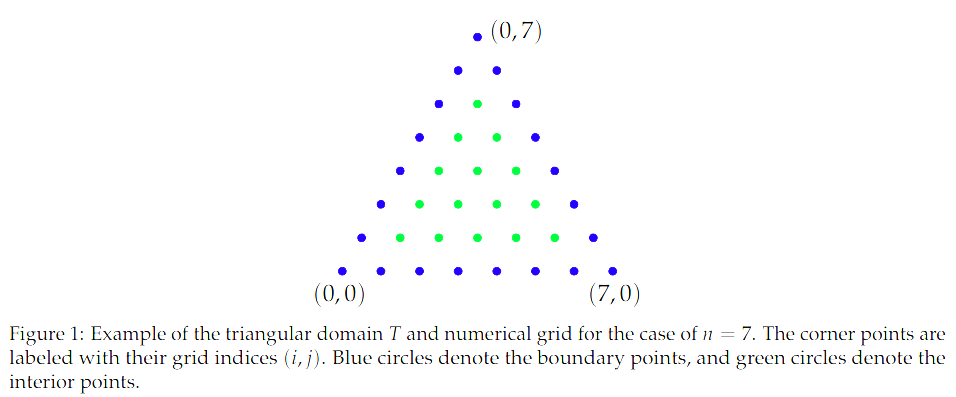 (0,7)
(0,0)
(7,0)
Figure 1: Example of the triangular domain T and numerical grid for the case of n = 7. The corner points are
labeled with their grid indices (i, j). Blue circles denote the boundary points, and green circles denote the
interior points.